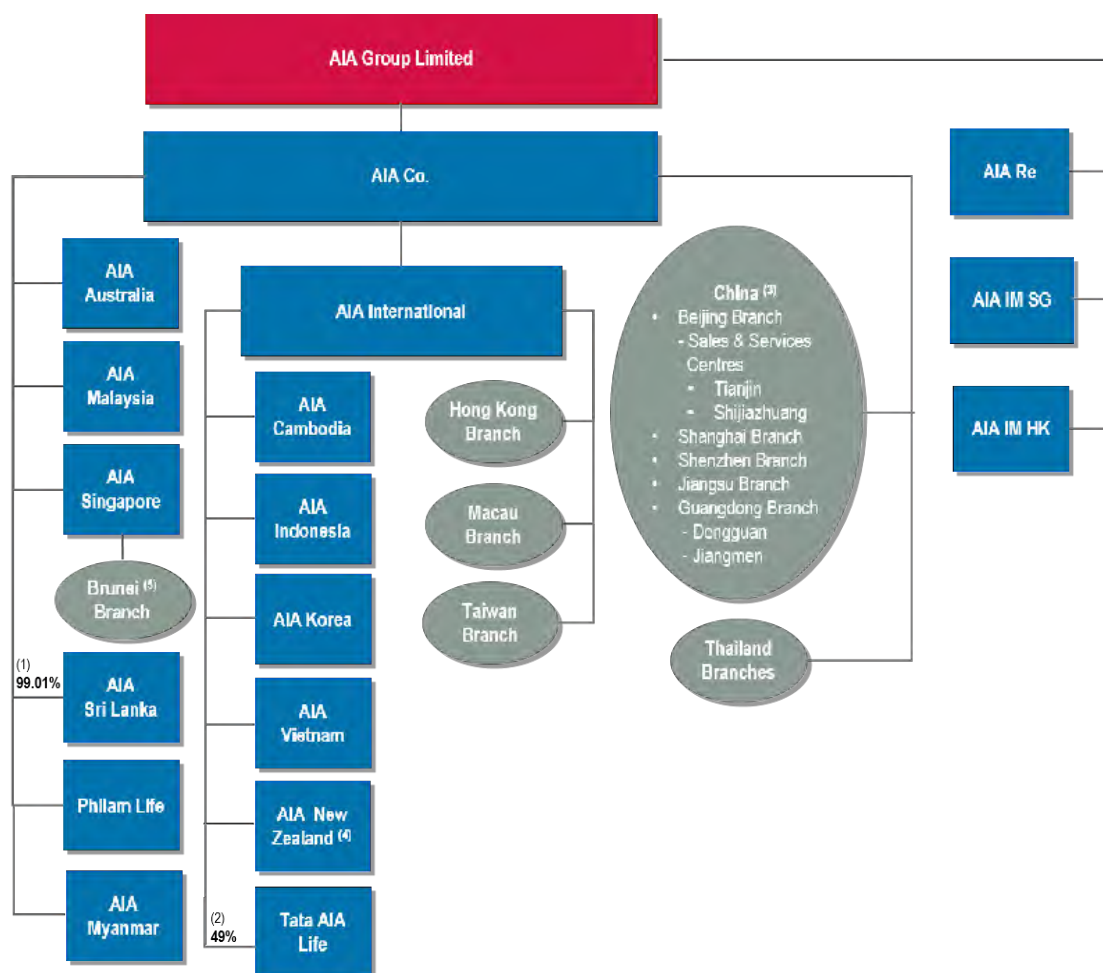 AIA Group Limited
AIA Co.
AIA Re
AIA IM SG
AIA IM HK
AIA
Australia
AIA
Malaysia
AIA
Singapore
Brunei (5)
Branch
(1)
99.01%
AIA
Sri Lanka
Philam Life
AIA
Myanmar
AIA International
AIA
Cambodia
AIA
Indonesia
AIA Korea
AIA
Vietnam
AIA New
Zealand (4)
(2)
49%
Tata AIA
Life
Hong Kong
Branch
Macau
Branch
Taiwan
Branch
China (3)
• Beijing Branch
- Sales & Services
Centres
• Tianjin
• Shijiazhuang
• Shanghai Branch
• Shenzhen Branch
• Jiangsu Branch
• Guangdong Branch
- Dongguan
- Jiangmen
Thailand
Branches